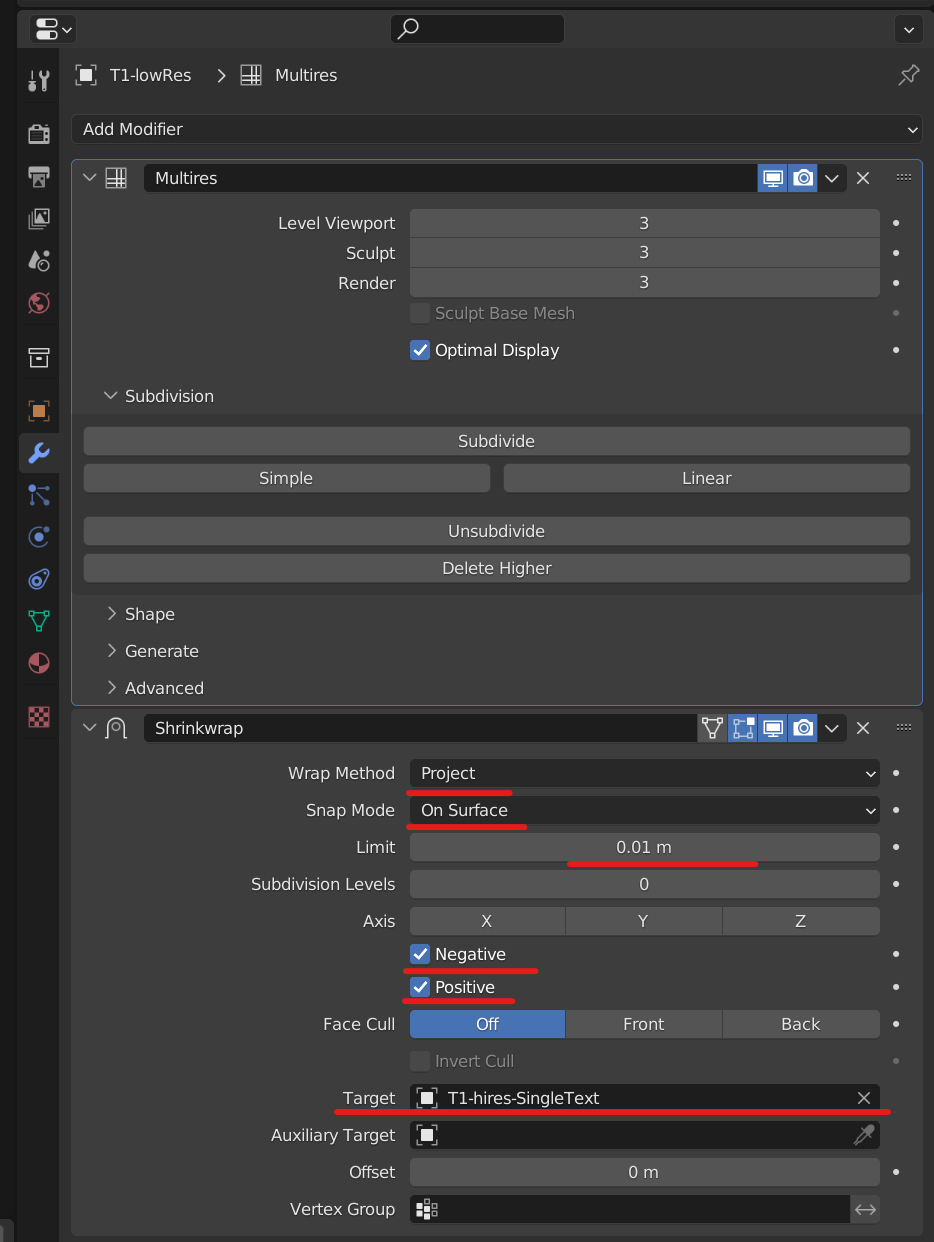 T1-lowRes > Multires
Add Modifier
Multires
Level Viewport 3
Sculpt 3
Render 3
Sculpt Base Mesh
Optimal Display
Subdivision
Subdivide
Simple Linear
Unsubdivide
Delete Higher
Shape
Generate
Advanced
Shrinkwrap
Wrap Method Project
Snap Mode On Surface
Limit 0.01 m
Subdivision Levels 0
Axis X Y Z
Negative
Positive
Face Cull Off Front Back
Invert Cull
Target T1-hires-SingleText
Auxiliary Target
Offset 0 m
Vertex Group